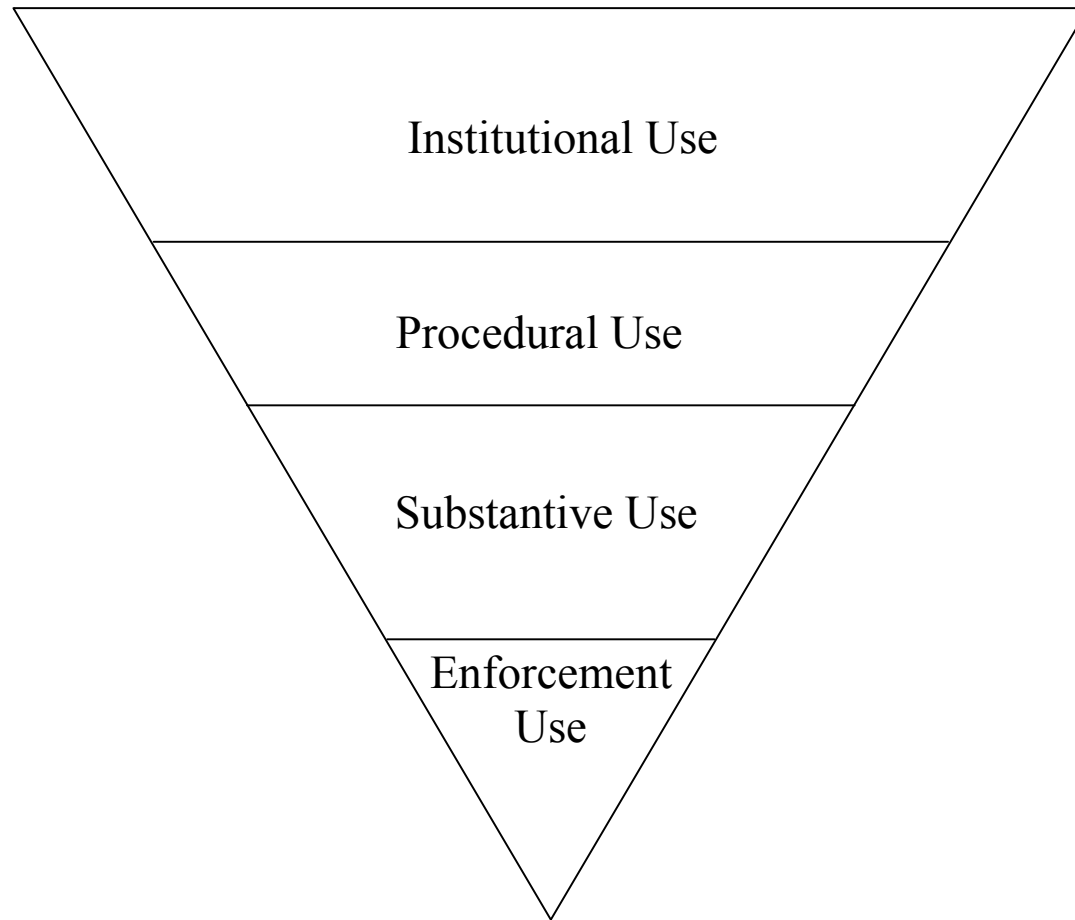 Institutional Use
Procedural Use
Substantive Use
Enforcement
Use